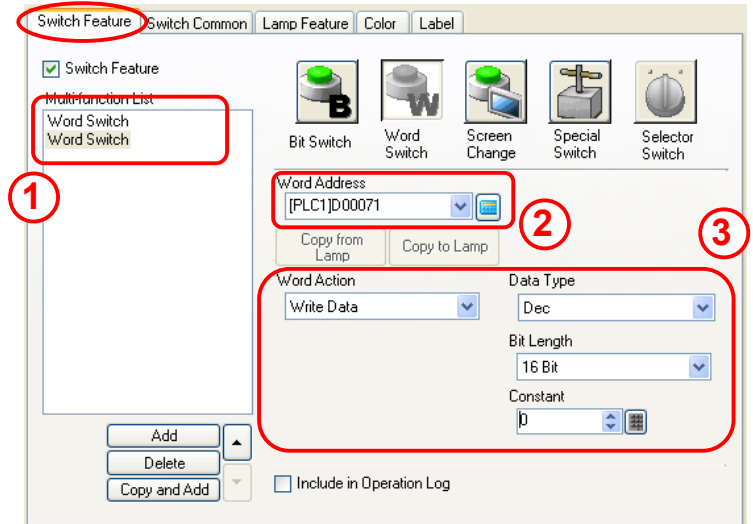 Switch Feature Switch Common Lamp Feature Color Label
Switch Feature
Multi-function List
Word Switch
Word Switch
1
B
W
Bit Switch
Word Switch
Screen Change
Special Switch
Selector Switch
Word Address
[PLC1]D00071
2
3
Copy from Lamp
Copy to Lamp
Word Action
Write Data
Data Type
Dec
Bit Length
16 Bit
Constant
0
Add
Delete
Copy and Add
Include in Operation Log